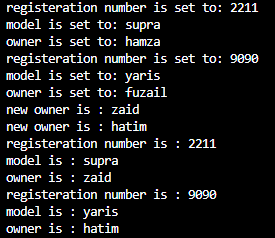 registeration number is set to: 2211
model is set to: supra
owner is set to: hamza
registeration number is set to: 9090
model is set to: yaris
owner is set to: fuzail
new owner is : zaid
new owner is : hatim
registeration number is : 2211
model is : supra
owner is : zaid
registeration number is : 9090
model is : yaris
owner is : hatim